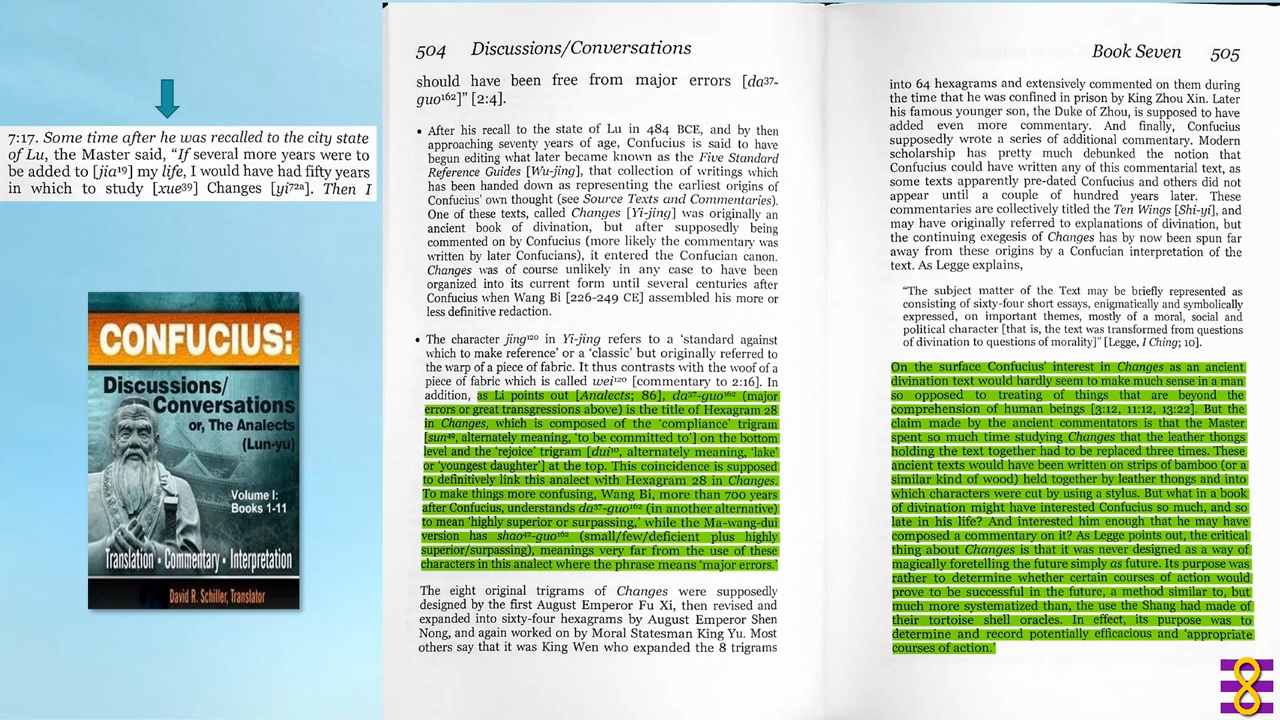 7:17. Some time after he was recalled to the city state
of Lu, the Master said, “If several more years were to
be added to [jia¹⁹] my life, I would have had fifty years
in which to study [xue³⁹] Changes [yi⁷²ᵃ]. Then I
CONFUCIUS:
Discussions/
Conversations
or, The Analects
(Lun-yu)
Volume I:
Books 1-11
Translation • Commentary • Interpretation
David R. Schiller, Translator
504 Discussions/Conversations
should have been free from major errors [da³⁷-
guo¹⁶²]” [2:4].
• After his recall to the state of Lu in 484 BCE, and by then
approaching seventy years of age, Confucius is said to have
begun editing what later became known as the Five Standard
Reference Guides [Wu-jing], that collection of writings which
has been handed down as representing the earliest origins of
Confucius’ own thought (see Source Texts and Commentaries).
One of these texts, called Changes [Yi-jing] was originally an
ancient book of divination, but after supposedly being
commented on by Confucius (more likely the commentary was
written by later Confucians), it entered the Confucian canon.
Changes was of course unlikely in any case to have been
organized into its current form until several centuries after
Confucius when Wang Bi [226-249 CE] assembled his more or
less definitive redaction.
• The character jing¹²⁰ in Yi-jing refers to a ‘standard against
which to make reference’ or a ‘classic’ but originally referred to
the warp of a piece of fabric. It thus contrasts with the woof of a
piece of fabric which is called wei¹²⁰ [commentary to 2:16]. In
addition, as Li points out [Analects; 86], da³⁷-guo¹⁶² (major
errors or great transgressions above) is the title of Hexagram 28
in Changes, which is composed of the ‘compliance’ trigram
[sun⁴⁹, alternately meaning, ‘to be committed to’] on the bottom
level and the ‘rejoice’ trigram [dui¹⁰, alternately meaning, ‘lake’
or ‘youngest daughter’] at the top. This coincidence is supposed
to definitively link this analect with Hexagram 28 in Changes.
To make things more confusing, Wang Bi, more than 700 years
after Confucius, understands da³⁷-guo¹⁶² (in another alternative)
to mean ‘highly superior or surpassing,’ while the Ma-wang-dui
version has shao⁴²-guo¹⁶² (small/few/deficient plus highly
superior/surpassing), meanings very far from the use of these
characters in this analect where the phrase means ‘major errors.’
The eight original trigrams of Changes were supposedly
designed by the first August Emperor Fu Xi, then revised and
expanded into sixty-four hexagrams by August Emperor Shen
Nong, and again worked on by Moral Statesman King Yu. Most
others say that it was King Wen who expanded the 8 trigrams
Book Seven 505
into 64 hexagrams and extensively commented on them during
the time that he was confined in prison by King Zhou Xin. Later
his famous younger son, the Duke of Zhou, is supposed to have
added even more commentary. And finally, Confucius
supposedly wrote a series of additional commentary. Modern
scholarship has pretty much debunked the notion that
Confucius could have written any of this commentarial text, as
some texts apparently pre-dated Confucius and others did not
appear until a couple of hundred years later. These
commentaries are collectively titled the Ten Wings [Shi-yi], and
may have originally referred to explanations of divination, but
the continuing exegesis of Changes has by now been spun far
away from these origins by a Confucian interpretation of the
text. As Legge explains,
“The subject matter of the Text may be briefly represented as
consisting of sixty-four short essays, enigmatically and symbolically
expressed, on important themes, mostly of a moral, social and
political character [that is, the text was transformed from questions
of divination to questions of morality]” [Legge, I Ching; 10].
On the surface Confucius’ interest in Changes as an ancient
divination text would hardly seem to make much sense in a man
so opposed to treating of things that are beyond the
comprehension of human beings [3:12, 11:12, 13:22]. But the
claim made by the ancient commentators is that the Master
spent so much time studying Changes that the leather thongs
holding the text together had to be replaced three times. These
ancient texts would have been written on strips of bamboo (or a
similar kind of wood) held together by leather thongs and into
which characters were cut by using a stylus. But what in a book
of divination might have interested Confucius so much, and so
late in his life? And interested him enough that he may have
composed a commentary on it? As Legge points out, the critical
thing about Changes is that it was never designed as a way of
magically foretelling the future simply as future. Its purpose was
rather to determine whether certain courses of action would
prove to be successful in the future, a method similar to, but
much more systematized than, the use the Shang had made of
their tortoise shell oracles. In effect, its purpose was to
determine and record potentially efficacious and ‘appropriate
courses of action.’